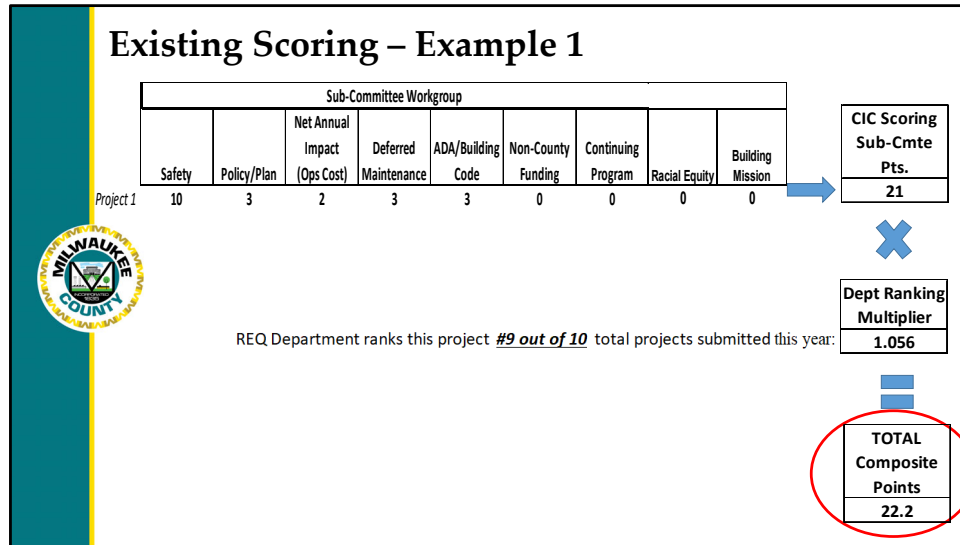 Existing Scoring – Example 1
Sub-Committee Workgroup
Safety Policy/Plan Net Annual Impact (Ops Cost) Deferred Maintenance ADA/Building Code Non-County Funding Continuing Program Racial Equity Building Mission
Project 1 10 3 2 3 3 0 0 0 0
CIC Scoring
Sub-Cmte
Pts.
21
MILWAUKEE
INCORPORATED
1835
COUNTY
Dept Ranking
Multiplier
1.056
REQ Department ranks this project #9 out of 10 total projects submitted this year:
TOTAL
Composite
Points
22.2